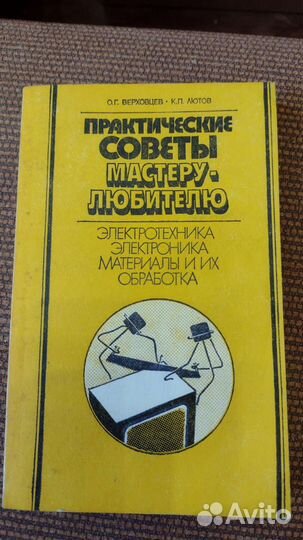 О.Г. ВЕРХОВЦЕВ • К.П. ЛЮТОВ
ПРАКТИЧЕСКИЕ
СОВЕТЫ
МАСТЕРУ-
ЛЮБИТЕЛЮ
ЭЛЕКТРОТЕХНИКА
ЭЛЕКТРОНИКА
МАТЕРИАЛЫ И ИХ
ОБРАБОТКА
Avito